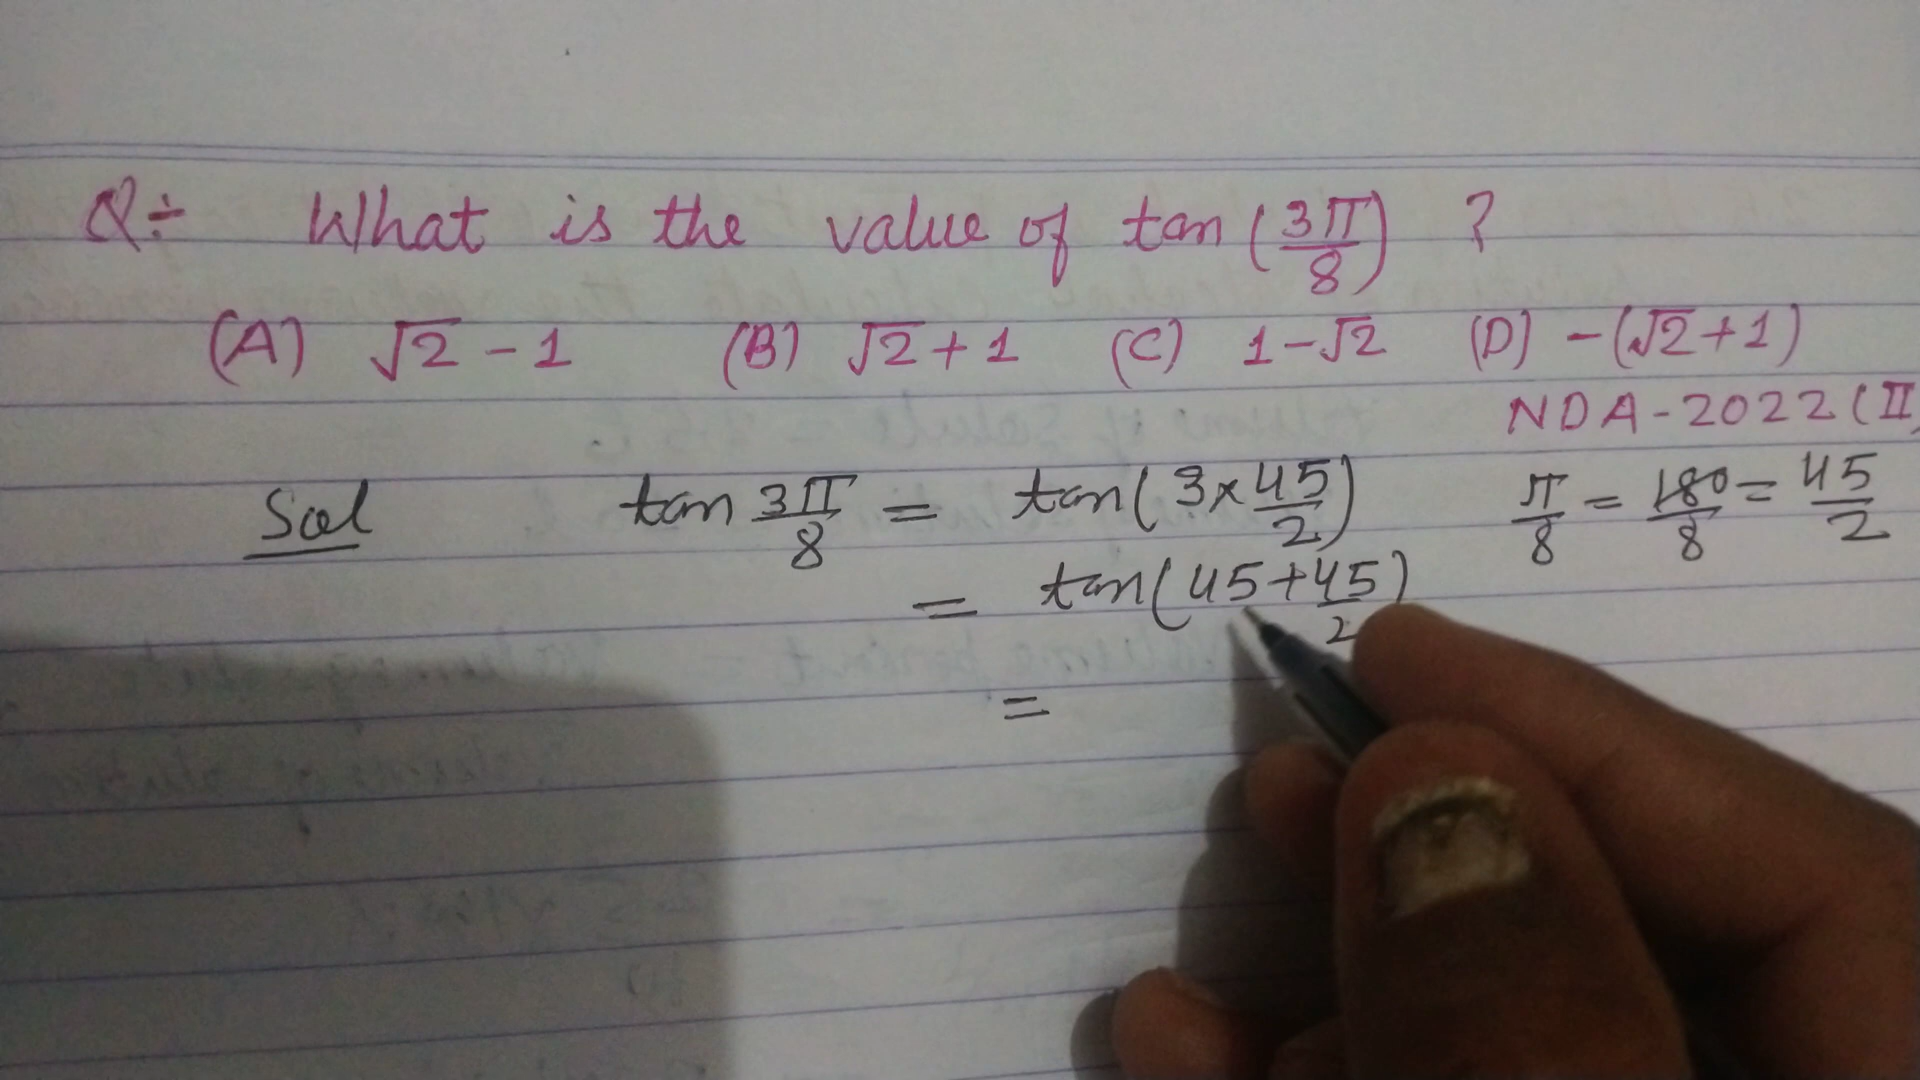 Q÷ What is the value of tan (3π/8) ?
(A) √2 - 1 (B) √2 + 1 (C) 1 - √2 (D) - (√2 + 1)
NDA - 2022 (II)
Sol tan 3π/8 = tan (3 × 45/2) π/8 = 180/8 = 45/2
= tan (45 + 45/2)
=